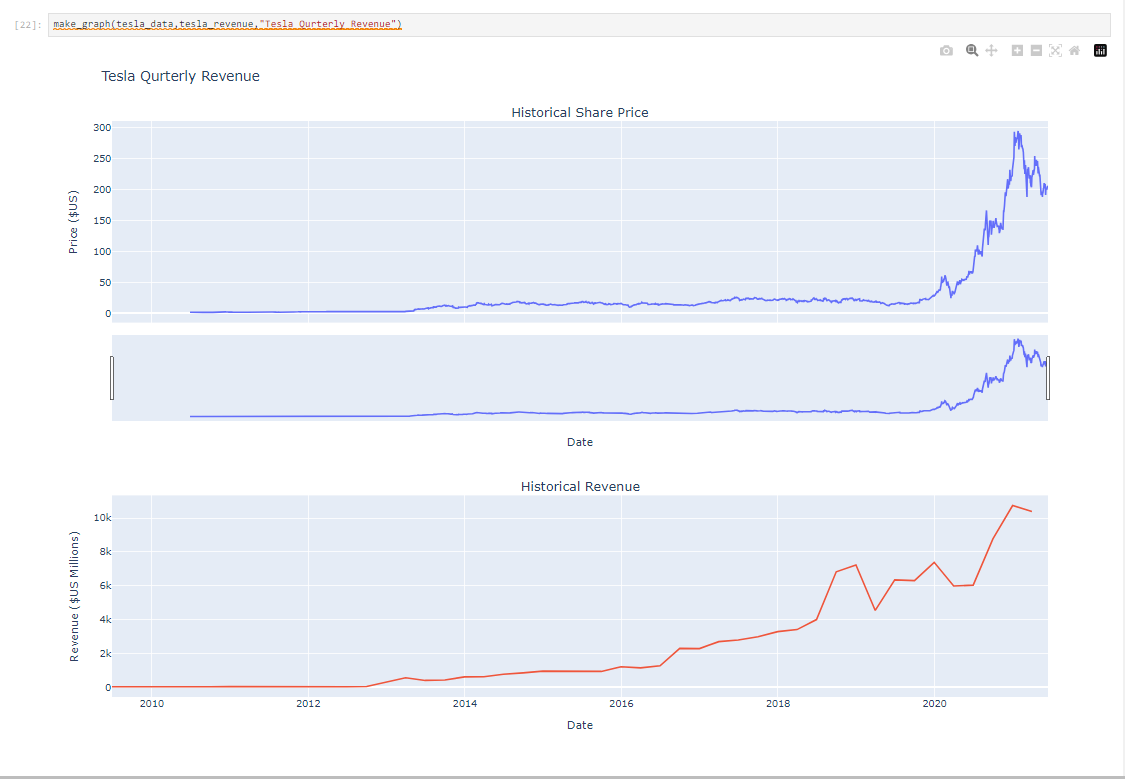 [22]: make_graph(tesla_data,tesla_revenue,"Tesla Qurterly Revenue")
Tesla Qurterly Revenue
Historical Share Price
300
250
200
150
100
50
0
Price ($US)
Date
Historical Revenue
10k
8k
6k
4k
2k
0
Revenue ($US Millions)
2010 2012 2014 2016 2018 2020
Date